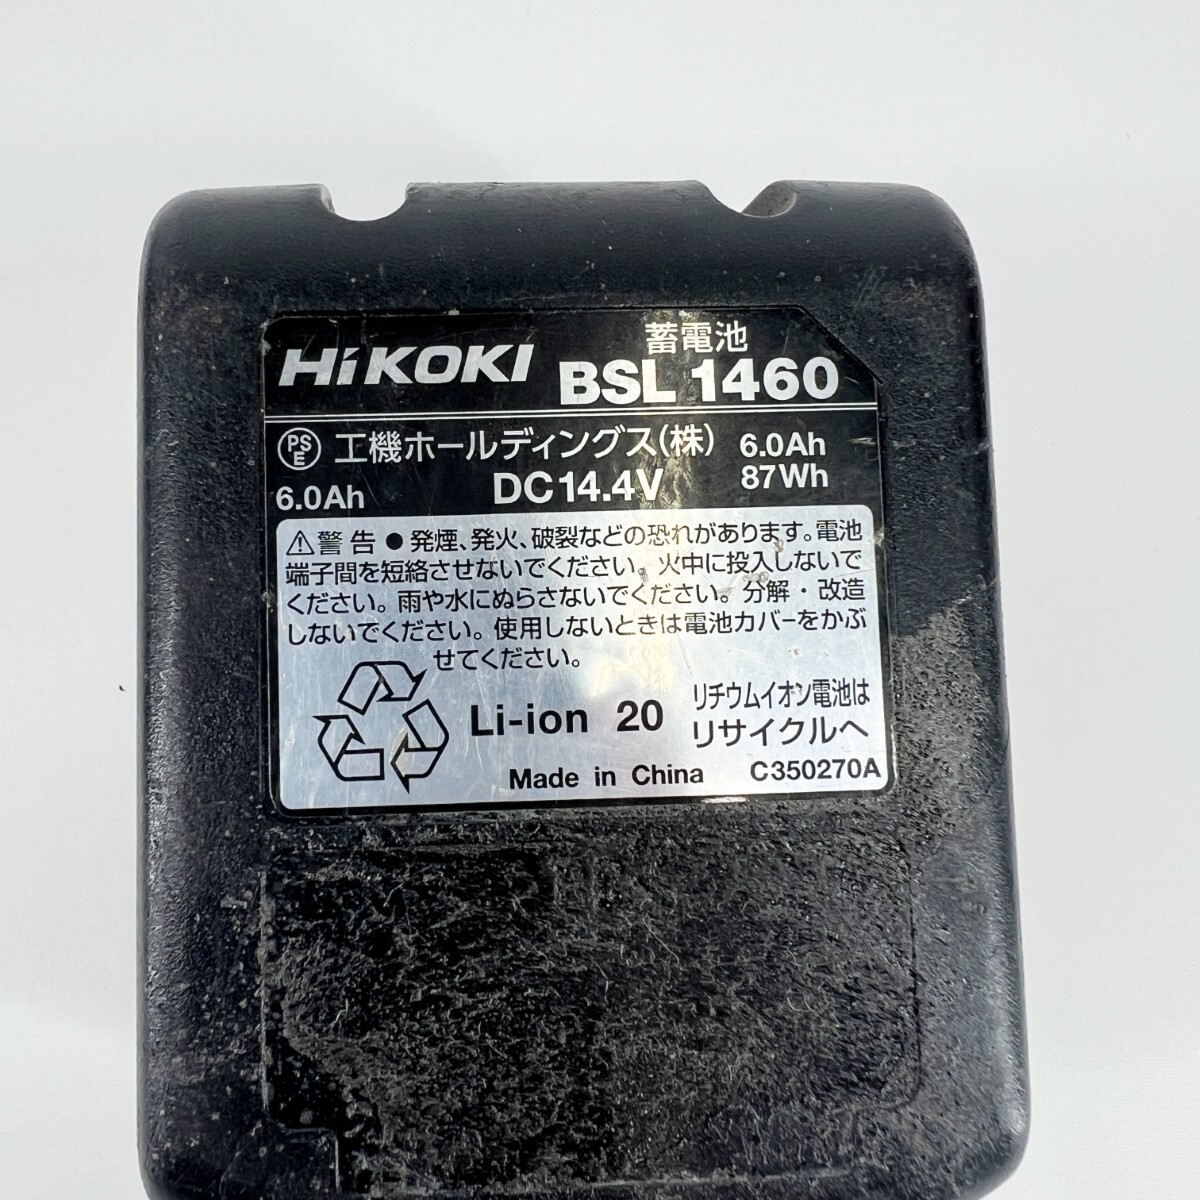 HiKOKI
蓄電池
BSL 1460
PSE 工機ホールディングス(株) 6.0Ah
6.0Ah DC14.4V 87Wh
⚠警告 ●発煙、発火、破裂などの恐れがあります。電池
端子間を短絡させないでください。火中に投入しないで
ください。雨や水にぬらさないでください。分解・改造
しないでください。使用しないときは電池カバーをかぶ
せてください。
Li-ion 20 リチウムイオン電池は
リサイクルへ
Made in China C350270A